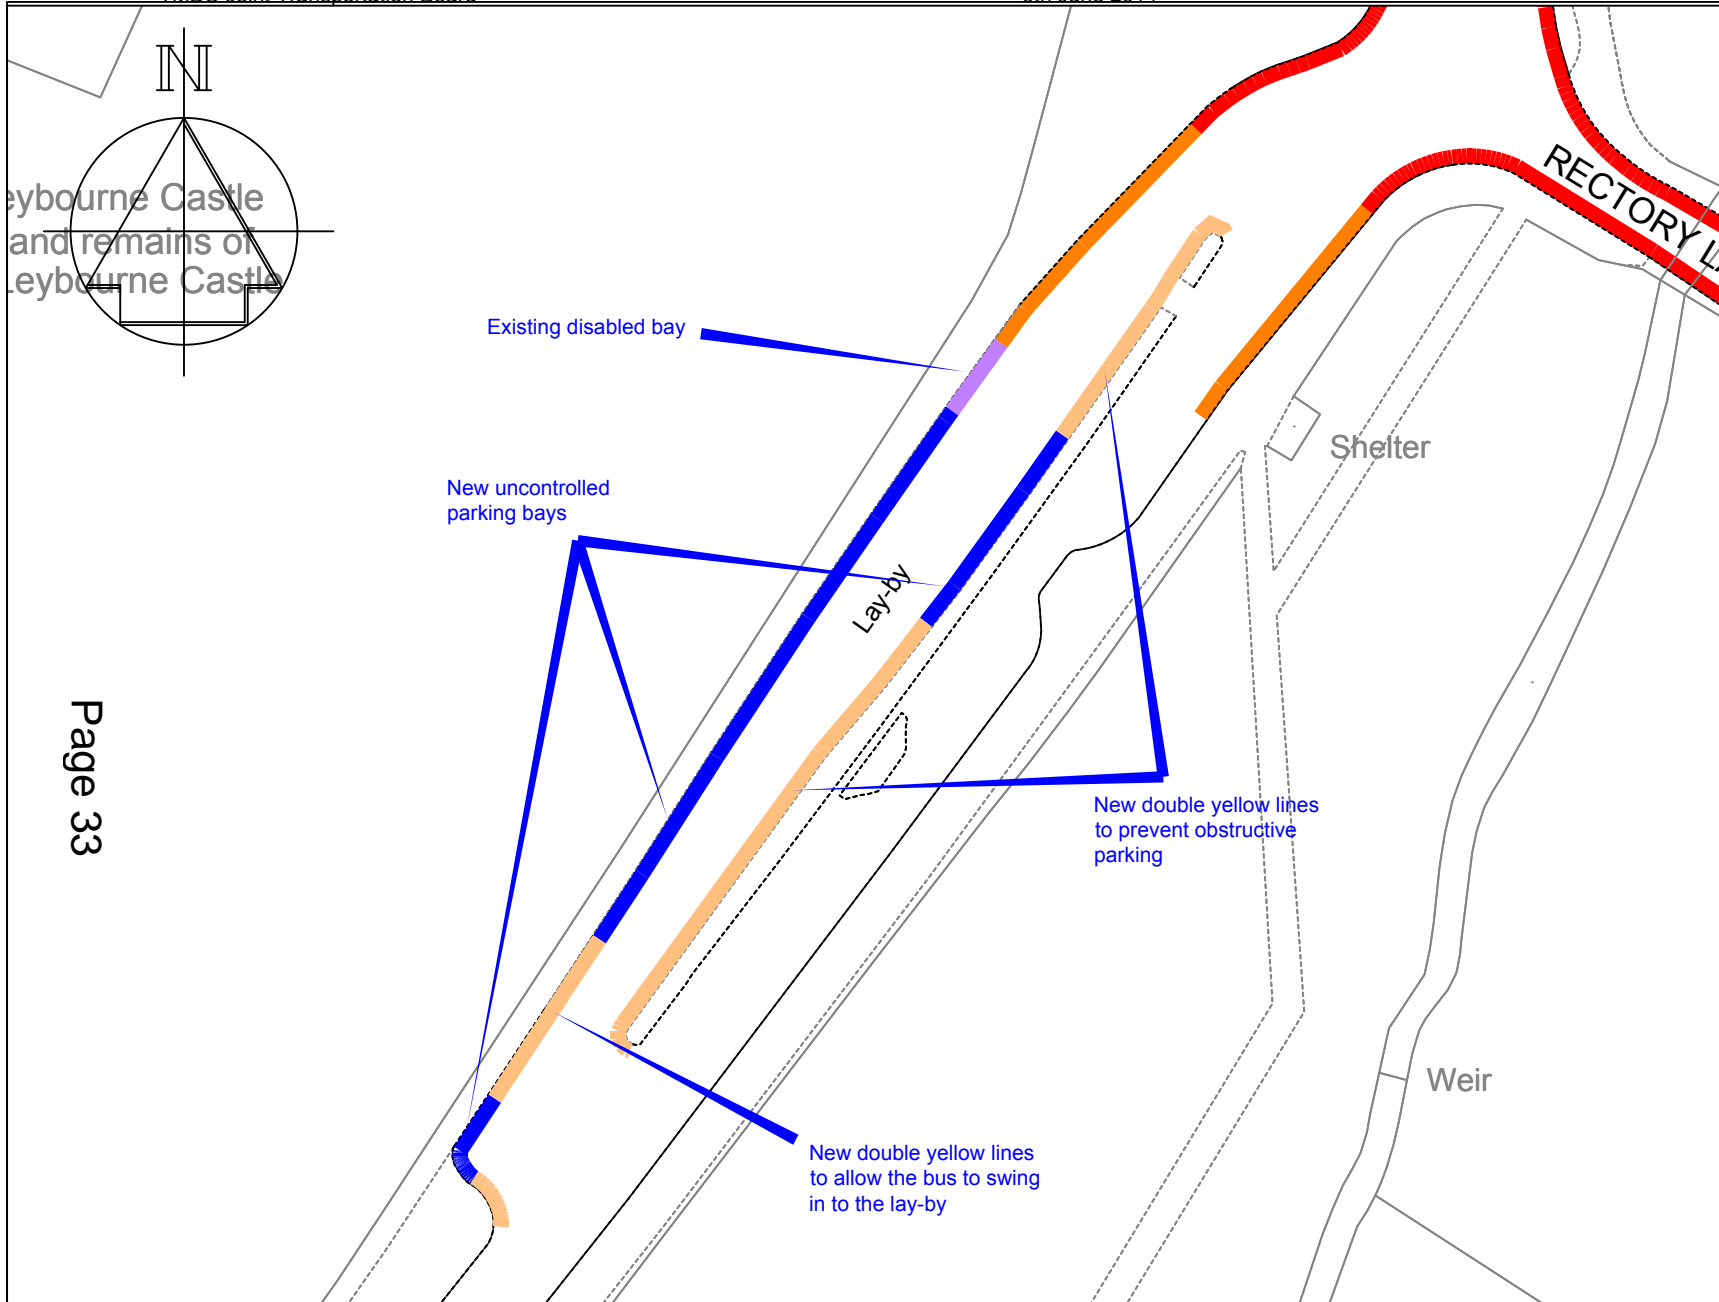 N
eybourne Castle
and remains of
Leybourne Castle
RECTORY LA
Existing disabled bay
Shelter
New uncontrolled
parking bays
Lay-by
Page 33
New double yellow lines
to prevent obstructive
parking
Weir
New double yellow lines
to allow the bus to swing
in to the lay-by